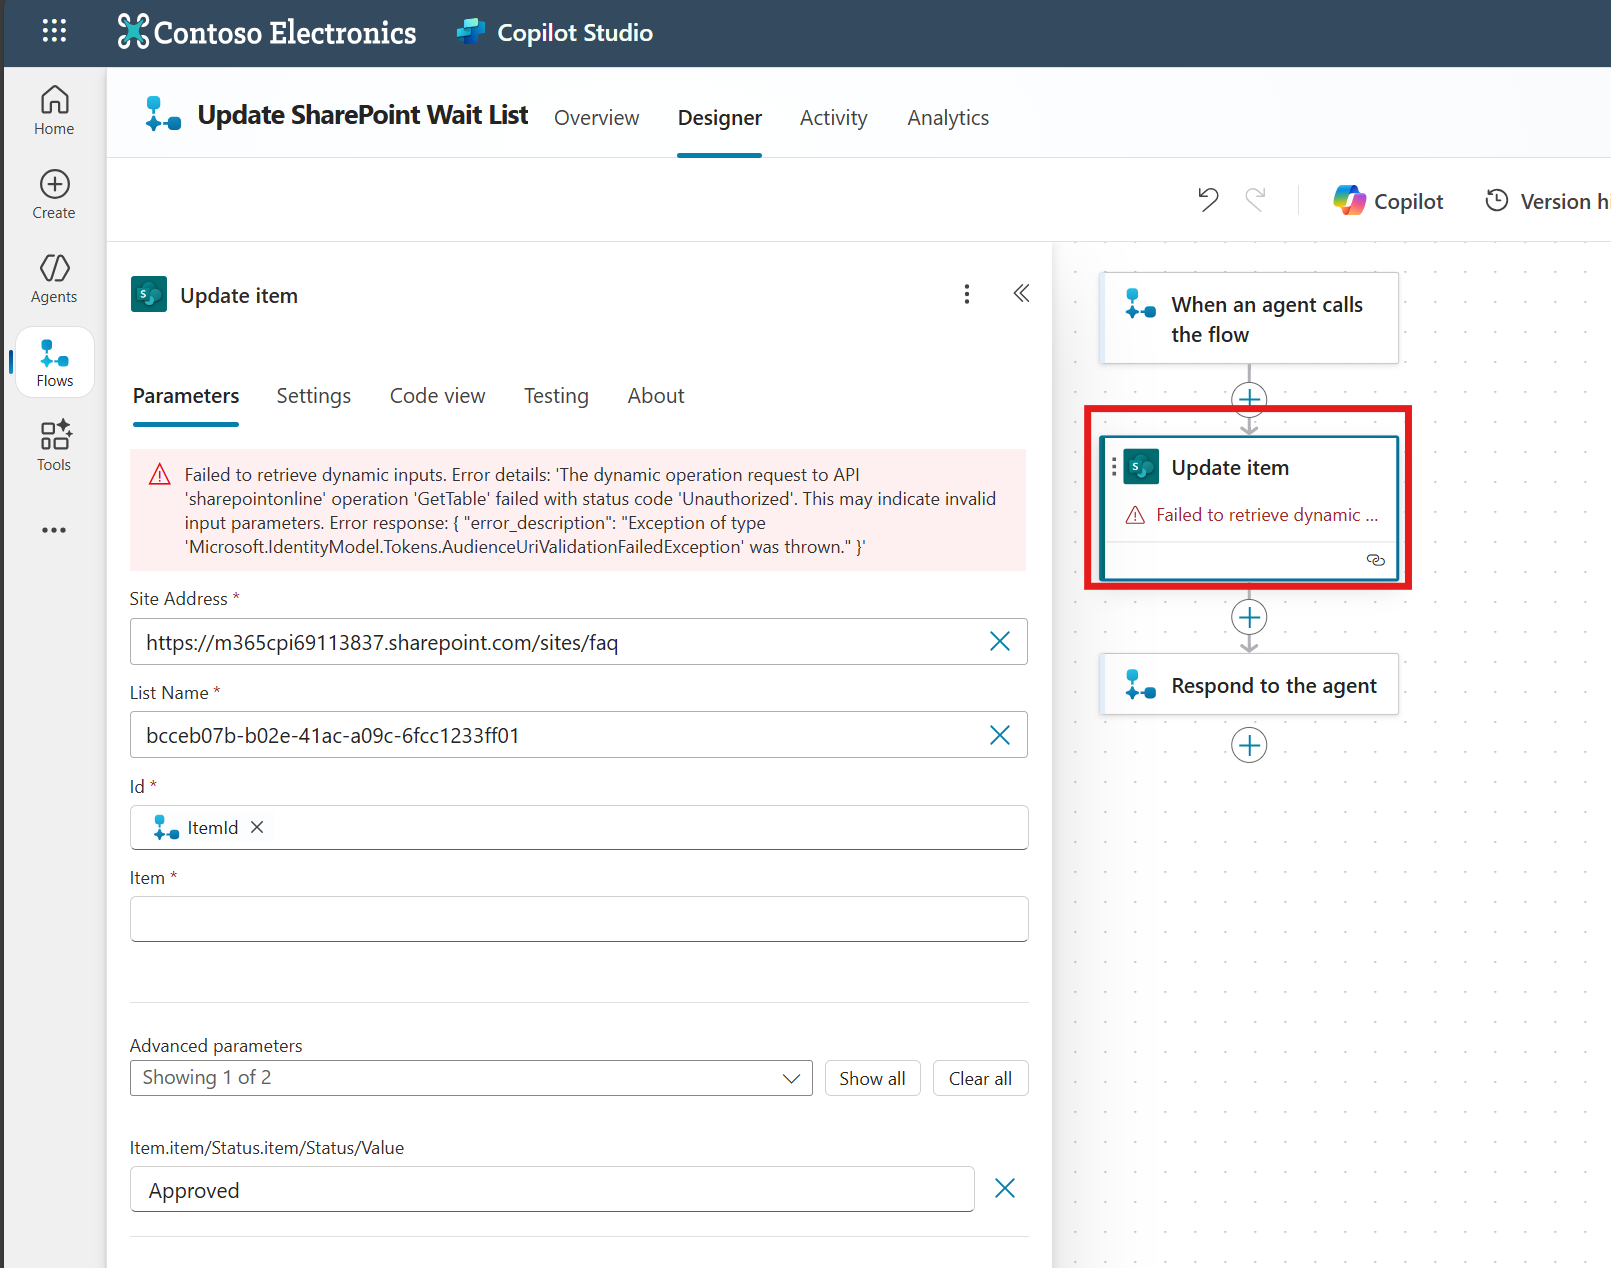 Contoso Electronics
Copilot Studio
Home
Create
Agents
Flows
Tools
Update SharePoint Wait List
Overview
Designer
Activity
Analytics
Copilot
Version h
Update item
Parameters
Settings
Code view
Testing
About
Failed to retrieve dynamic inputs. Error details: 'The dynamic operation request to API
'sharepointonline' operation 'GetTable' failed with status code 'Unauthorized'. This may indicate invalid
input parameters. Error response: { "error_description": "Exception of type
'Microsoft.IdentityModel.Tokens.AudienceUriValidationFailedException' was thrown." }'
Site Address *
https://m365cpi69113837.sharepoint.com/sites/faq
List Name *
bcceb07b-b02e-41ac-a09c-6fcc1233ff01
Id *
ItemId
Item *
Advanced parameters
Showing 1 of 2
Show all
Clear all
Item.item/Status.item/Status/Value
Approved
When an agent calls
the flow
Update item
Failed to retrieve dynamic ...
Respond to the agent